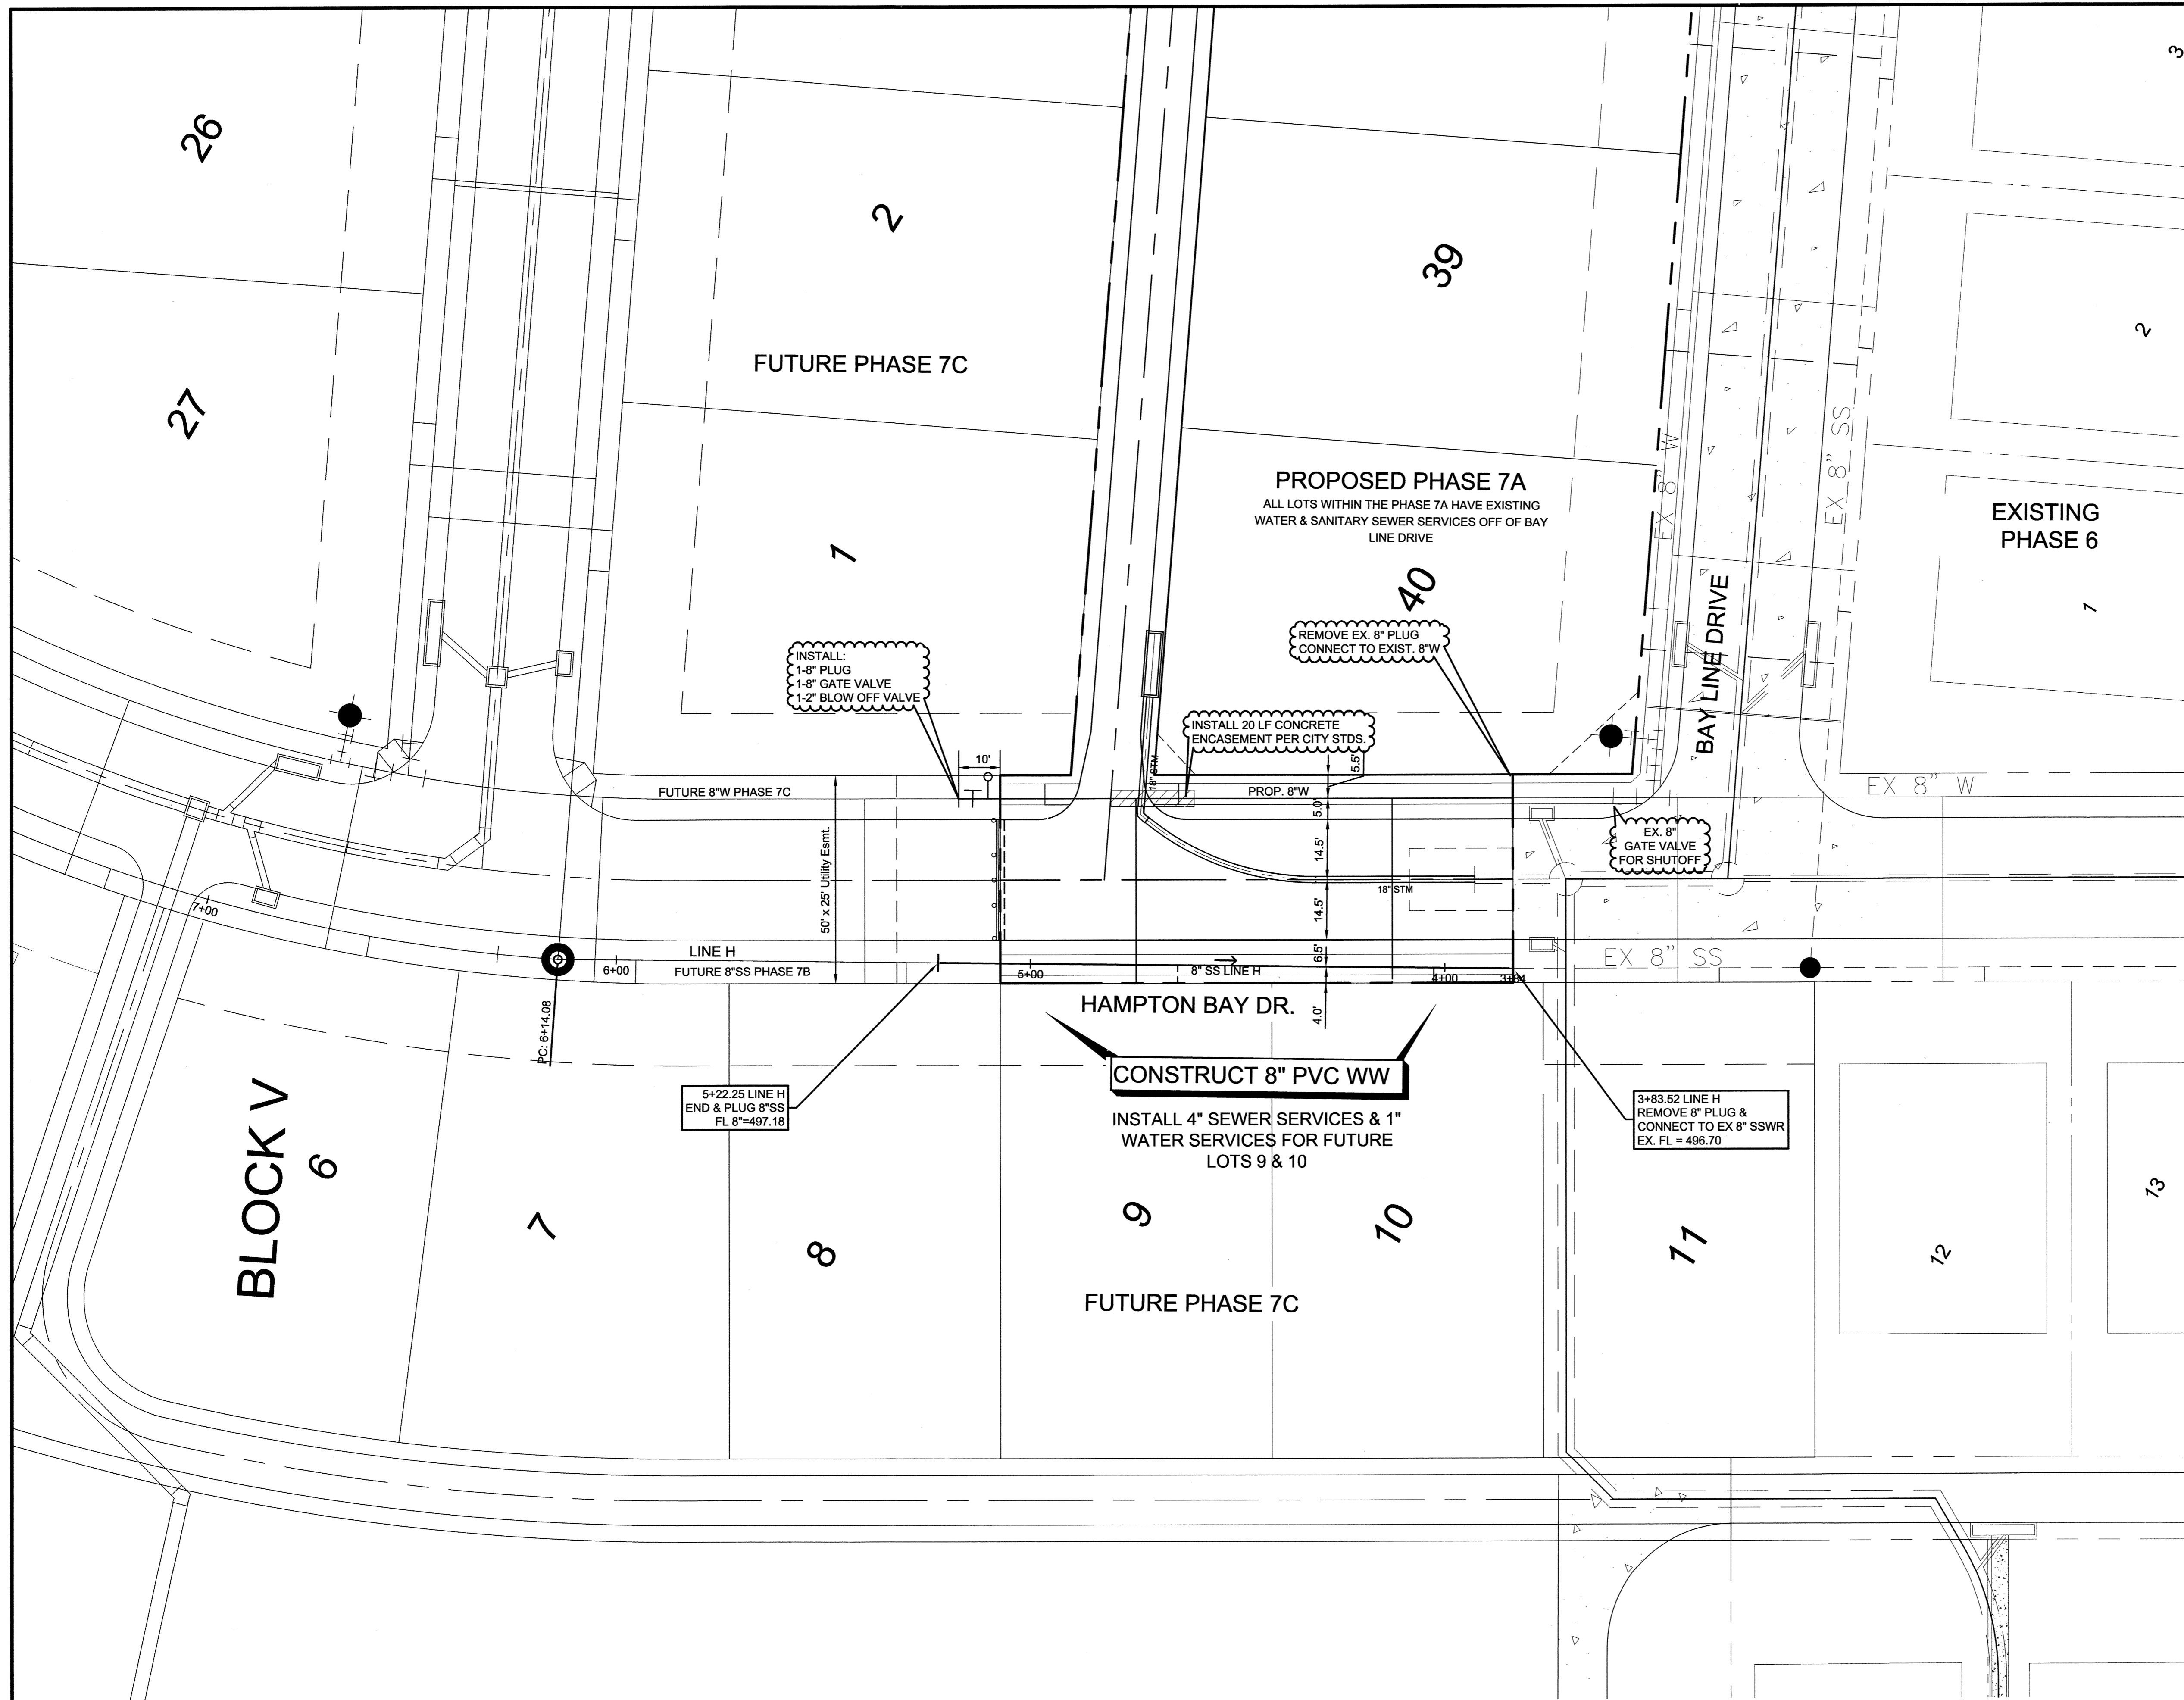 3
26
2
39
2
27
FUTURE PHASE 7C
EX 8" W
EX 8" SS
PROPOSED PHASE 7A
ALL LOTS WITHIN THE PHASE 7A HAVE EXISTING
WATER & SANITARY SEWER SERVICES OFF OF BAY
LINE DRIVE
EXISTING
PHASE 6
1
40
1
BAY LINE DRIVE
INSTALL:
1-8" PLUG
1-8" GATE VALVE
1-2" BLOW OFF VALVE
REMOVE EX. 8" PLUG
CONNECT TO EXIST. 8"W
INSTALL 20 LF CONCRETE
ENCASEMENT PER CITY STDS.
10'
18" STM
5.5'
FUTURE 8"W PHASE 7C
PROP. 8"W
EX 8" W
5.0'
EX. 8"
GATE VALVE
FOR SHUTOFF
50' x 25' Utility Esmt.
14.5'
18" STM
14.5'
7+00
LINE H
6.5'
EX 8" SS
6+00
FUTURE 8"SS PHASE 7B
5+00
8" SS LINE H
4+00
3+84
HAMPTON BAY DR.
4.0'
PC: 6+14.08
CONSTRUCT 8" PVC WW
5+22.25 LINE H
END & PLUG 8"SS
FL 8"=497.18
3+83.52 LINE H
REMOVE 8" PLUG &
CONNECT TO EX 8" SSWR
EX. FL = 496.70
INSTALL 4" SEWER SERVICES & 1"
WATER SERVICES FOR FUTURE
LOTS 9 & 10
BLOCK V
6
7
8
9
10
11
12
13
FUTURE PHASE 7C